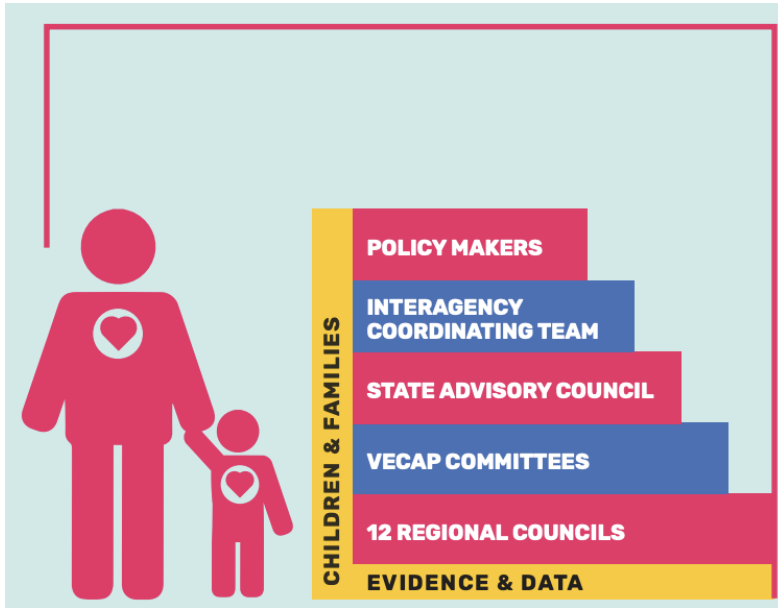 POLICY MAKERS
INTERAGENCY
COORDINATING TEAM
STATE ADVISORY COUNCIL
VECAP COMMITTEES
12 REGIONAL COUNCILS
EVIDENCE & DATA
CHILDREN & FAMILIES